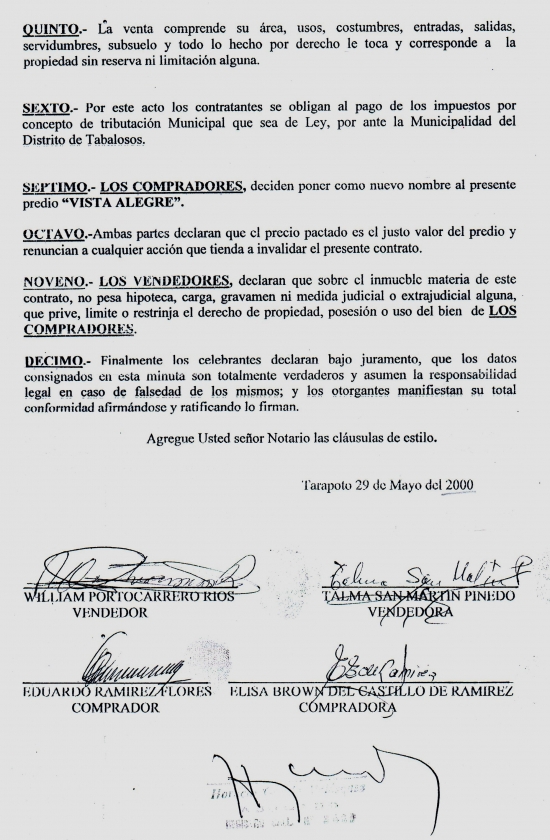 QUINTO.- La venta comprende su área, usos, costumbres, entradas, salidas,
servidumbres, subsuelo y todo lo hecho por derecho le toca y corresponde a la
propiedad sin reserva ni limitación alguna.
SEXTO.- Por este acto los contratantes se obligan al pago de los impuestos por
concepto de tributación Municipal que sea de Ley, por ante la Municipalidad del
Distrito de Tabalosos.
SEPTIMO.- LOS COMPRADORES, deciden poner como nuevo nombre al presente
predio “VISTA ALEGRE”.
OCTAVO.-Ambas partes declaran que el precio pactado es el justo valor del predio y
renuncian a cualquier acción que tienda a invalidar el presente contrato.
NOVENO.- LOS VENDEDORES, declaran que sobre el inmueble materia de este
contrato, no pesa hipoteca, carga, gravamen ni medida judicial o extrajudicial alguna,
que prive, limite o restrinja el derecho de propiedad, posesión o uso del bien de LOS
COMPRADORES.
DECIMO.- Finalmente los celebrantes declaran bajo juramento, que los datos
consignados en esta minuta son totalmente verdaderos y asumen la responsabilidad
legal en caso de falsedad de los mismos; y los otorgantes manifiestan su total
conformidad afirmándose y ratificando lo firman.
Agregue Usted señor Notario las cláusulas de estilo.
Tarapoto 29 de Mayo del 2000
Talma San Martin P
WILLIAM PORTOCARRERO RIOS TALMA SAN MARTIN PINEDO
VENDEDOR VENDEDORA
E B de Ramirez
EDUARDO RAMIREZ FLORES ELISA BROWN DEL CASTILLO DE RAMIREZ
COMPRADOR COMPRADORA